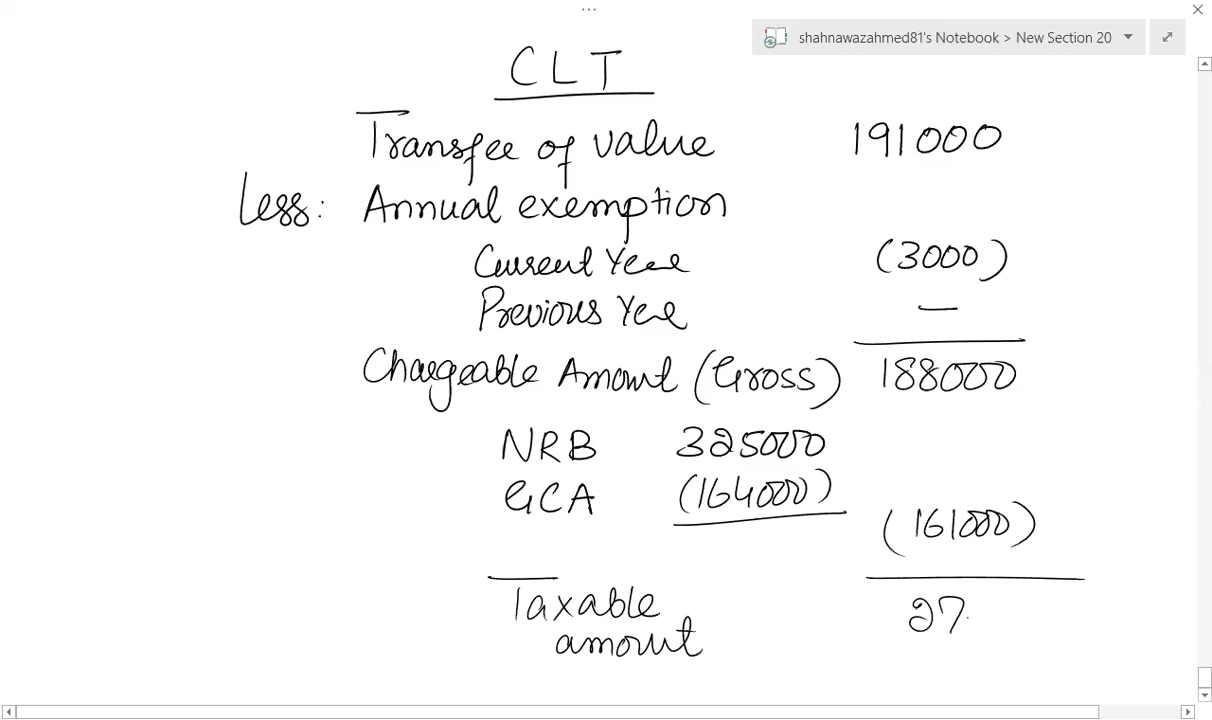 shahnawazahmed81's Notebook > New Section 20
CLT
Transfer of value 191000
Less: Annual exemption
Current Year (3000)
Previous Year —
Chargeable Amount (Gross) 188000
NRB 325000
GCA (164000)
(161000)
Taxable 27
amount